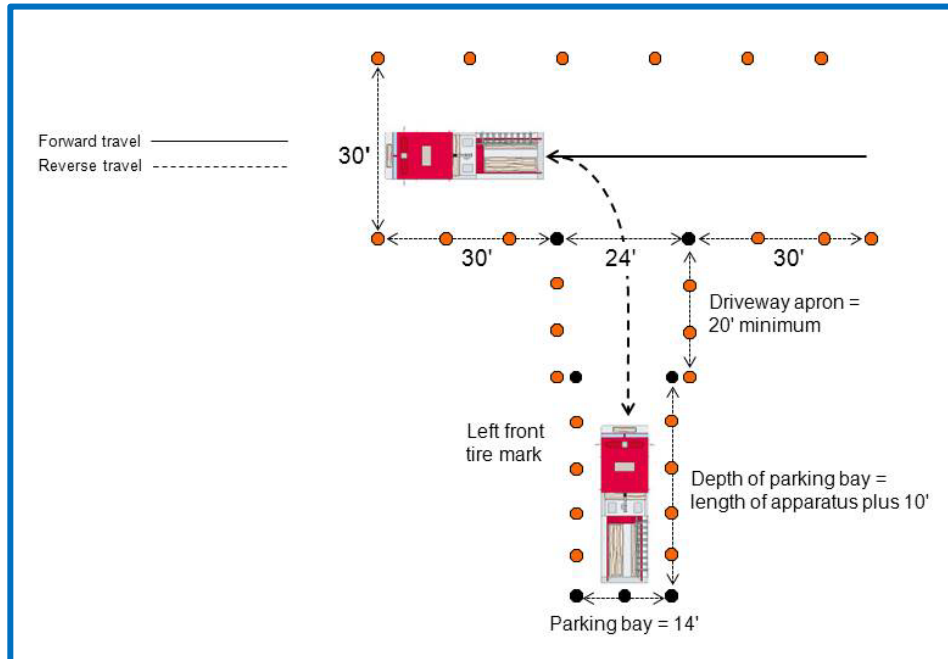 Forward travel
Reverse travel
30'
30'
24'
30'
Driveway apron =
20' minimum
Left front
tire mark
Depth of parking bay =
length of apparatus plus 10'
Parking bay = 14'